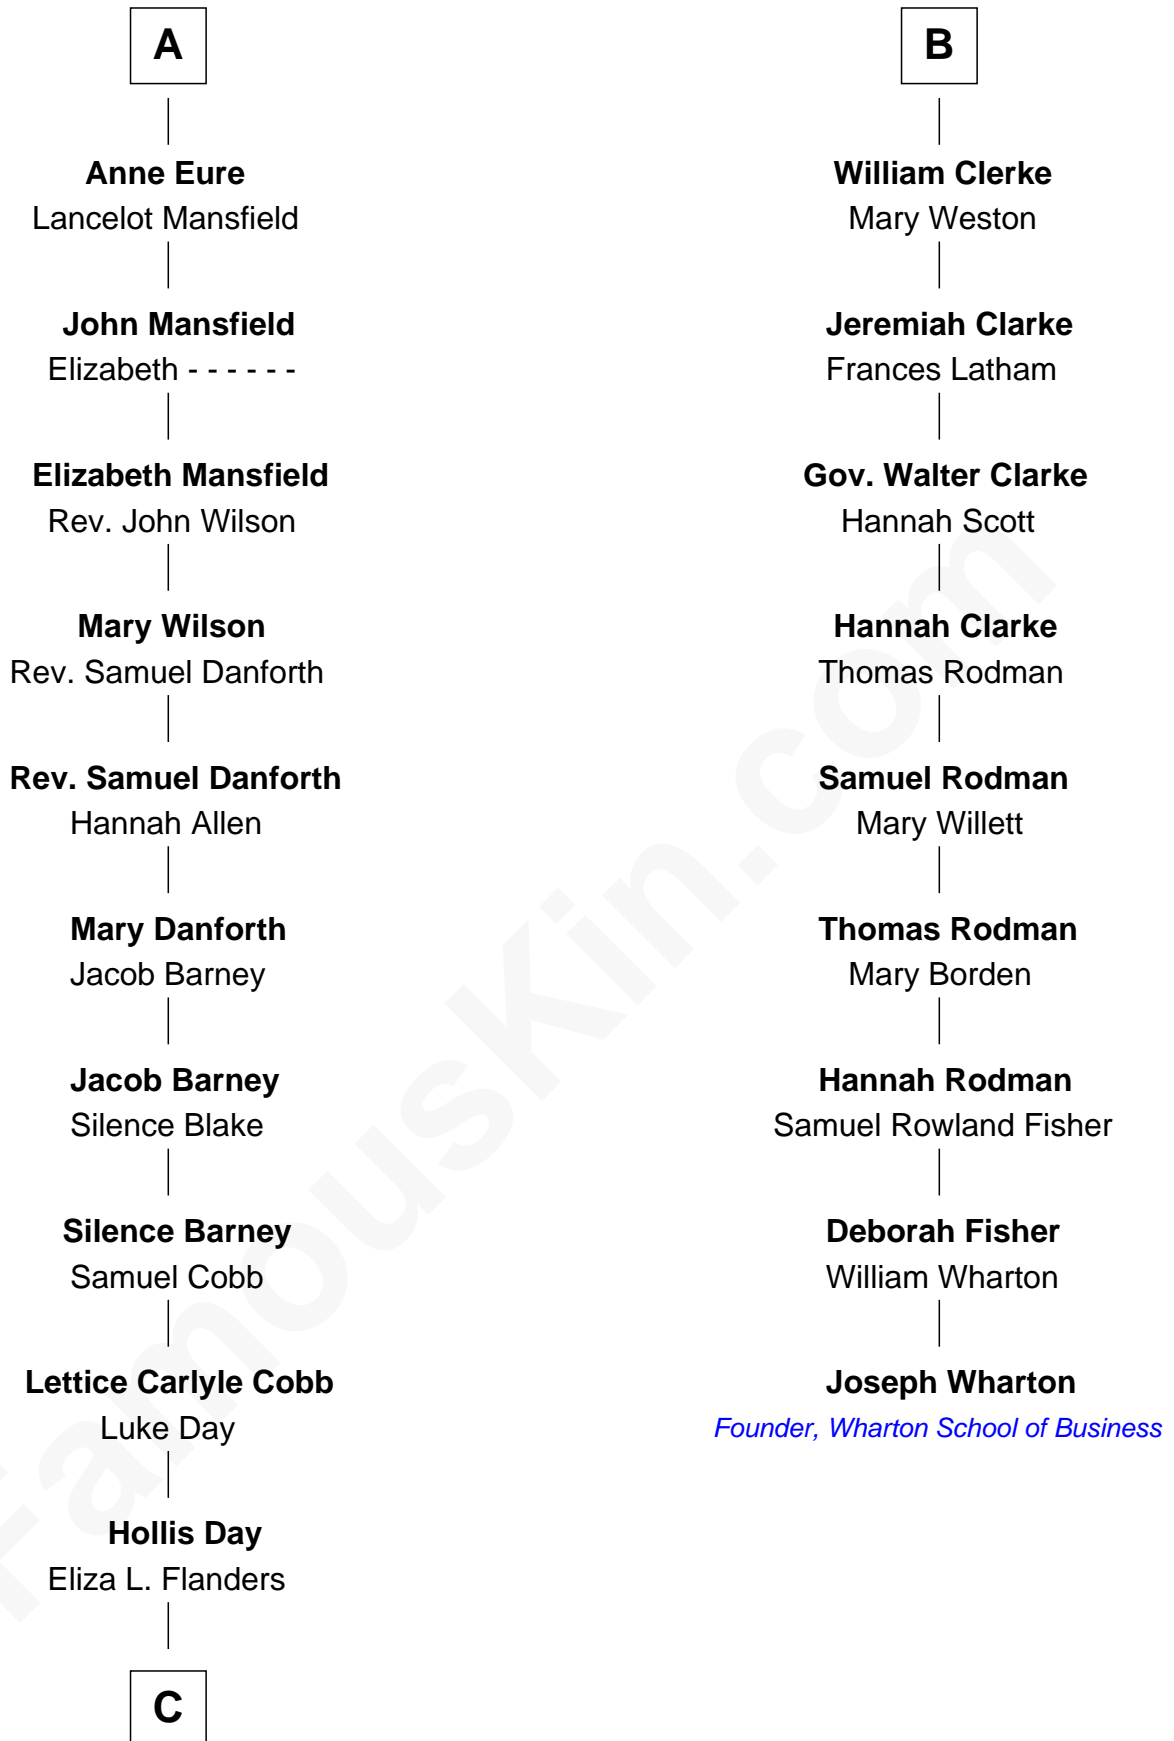 A
Anne Eure
Lancelot Mansfield
John Mansfield
Elizabeth - - - - - -
Elizabeth Mansfield
Rev. John Wilson
Mary Wilson
Rev. Samuel Danforth
Rev. Samuel Danforth
Hannah Allen
Mary Danforth
Jacob Barney
Jacob Barney
Silence Blake
Silence Barney
Samuel Cobb
Lettice Carlyle Cobb
Luke Day
Hollis Day
Eliza L. Flanders
C
B
William Clerke
Mary Weston
Jeremiah Clarke
Frances Latham
Gov. Walter Clarke
Hannah Scott
Hannah Clarke
Thomas Rodman
Samuel Rodman
Mary Willett
Thomas Rodman
Mary Borden
Hannah Rodman
Samuel Rowland Fisher
Deborah Fisher
William Wharton
Joseph Wharton
Founder, Wharton School of Business
FamousKin.com